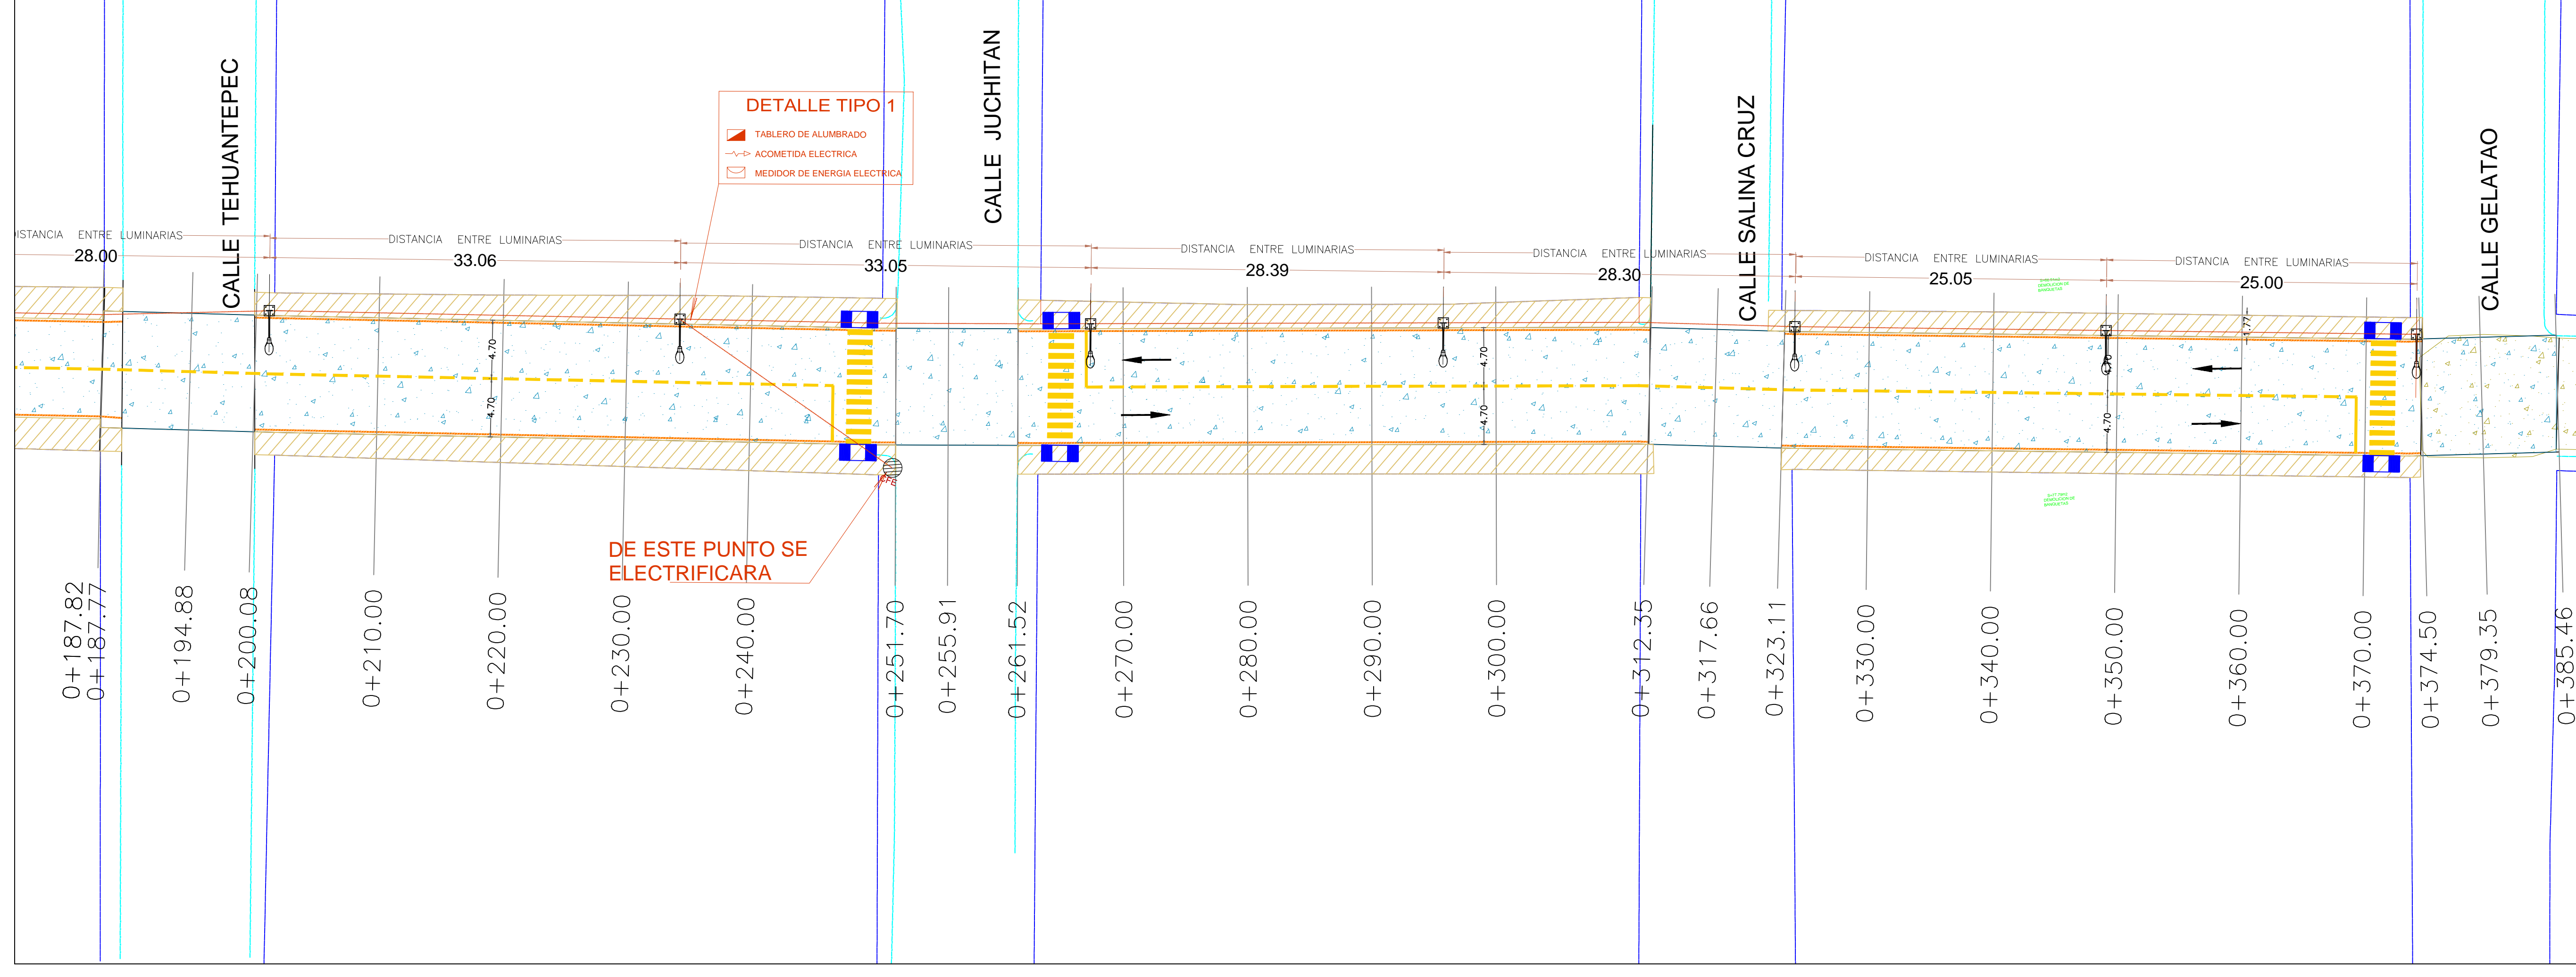 CALLE TEHUANTEPEC
CALLE JUCHITAN
CALLE SALINA CRUZ
CALLE GELATAO
DETALLE TIPO 1
TABLERO DE ALUMBRADO
ACOMETIDA ELECTRICA
MEDIDOR DE ENERGIA ELECTRICA
DISTANCIA ENTRE LUMINARIAS
28.00
DISTANCIA ENTRE LUMINARIAS
33.06
DISTANCIA ENTRE LUMINARIAS
33.05
DISTANCIA ENTRE LUMINARIAS
28.39
DISTANCIA ENTRE LUMINARIAS
28.30
DISTANCIA ENTRE LUMINARIAS
25.05
DISTANCIA ENTRE LUMINARIAS
25.00
4.70
4.70
4.70
4.70
4.70
4.70
1.77
CFE
DE ESTE PUNTO SE
ELECTRIFICARA
0+187.82
0+187.77
0+194.88
0+200.08
0+210.00
0+220.00
0+230.00
0+240.00
0+251.70
0+255.91
0+261.52
0+270.00
0+280.00
0+290.00
0+300.00
0+312.35
0+317.66
0+323.11
0+330.00
0+340.00
0+350.00
0+360.00
0+370.00
0+374.50
0+379.35
0+385.46